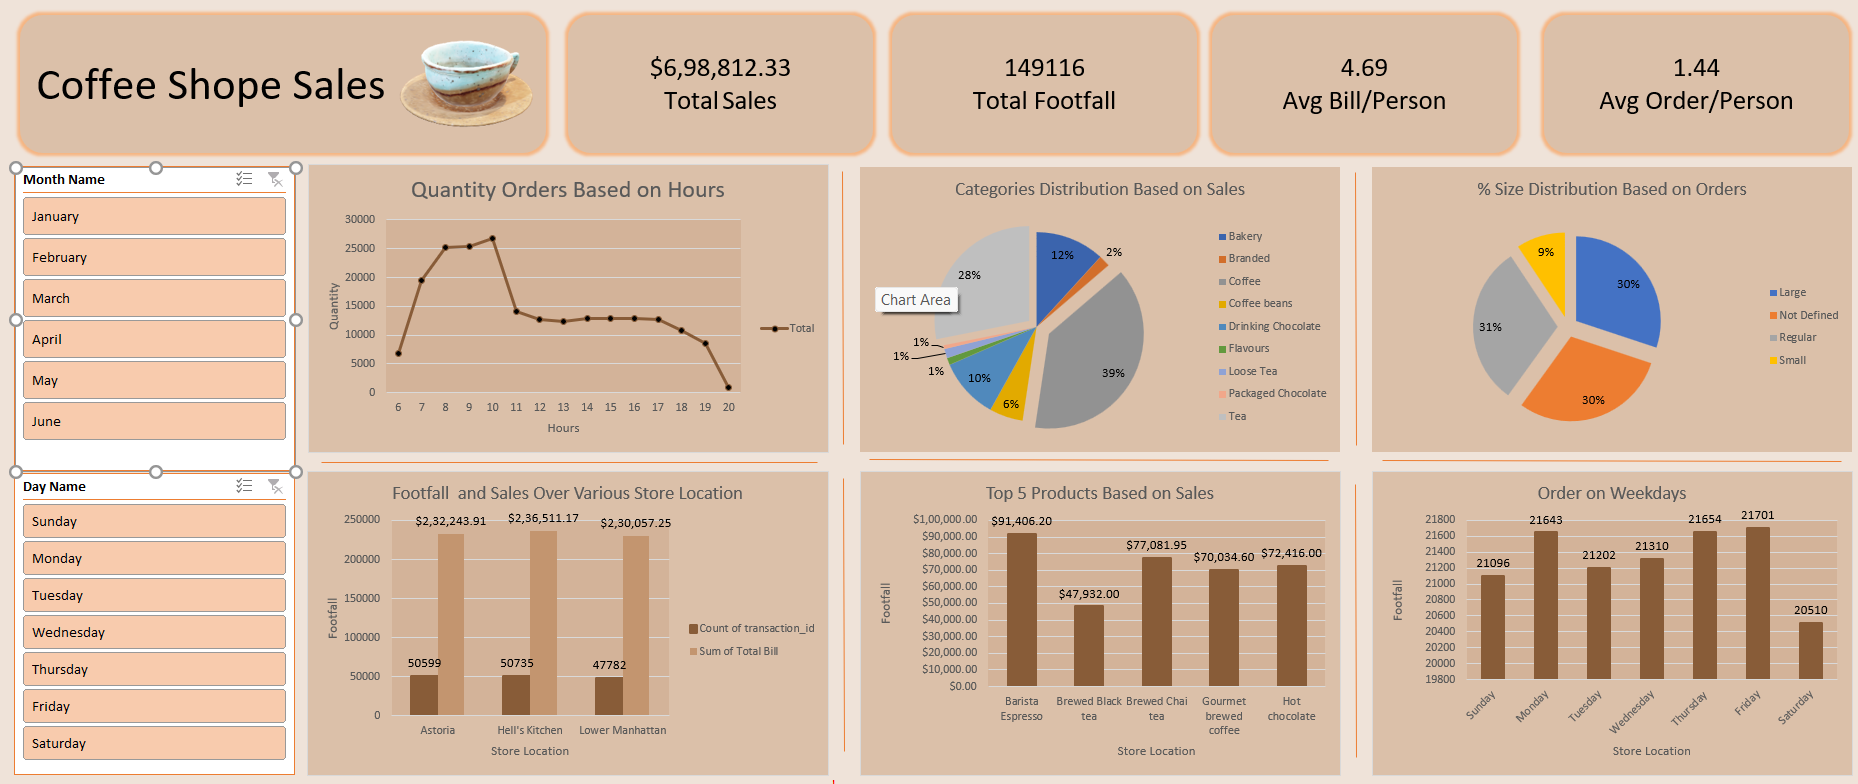 Coffee Shope Sales
$6,98,812.33
Total Sales
149116
Total Footfall
4.69
Avg Bill/Person
1.44
Avg Order/Person
Month Name
January
February
March
April
May
June
Day Name
Sunday
Monday
Tuesday
Wednesday
Thursday
Friday
Saturday
Quantity Orders Based on Hours
30000
25000
20000
15000
10000
5000
0
Quantity
6 7 8 9 10 11 12 13 14 15 16 17 18 19 20
Hours
Total
Categories Distribution Based on Sales
12%
2%
28%
Chart Area
1%
1%
1%
10%
6%
39%
Bakery
Branded
Coffee
Coffee beans
Drinking Chocolate
Flavours
Loose Tea
Packaged Chocolate
Tea
% Size Distribution Based on Orders
9%
30%
31%
30%
Large
Not Defined
Regular
Small
Footfall  and Sales Over Various Store Location
250000
200000
150000
100000
50000
0
Footfall
$2,32,243.91
$2,36,511.17
$2,30,057.25
50599
50735
47782
Astoria
Hell's Kitchen
Lower Manhattan
Store Location
Count of transaction_id
Sum of Total Bill
Top 5 Products Based on Sales
$1,00,000.00
$90,000.00
$80,000.00
$70,000.00
$60,000.00
$50,000.00
$40,000.00
$30,000.00
$20,000.00
$10,000.00
$0.00
Footfall
$91,406.20
$47,932.00
$77,081.95
$70,034.60
$72,416.00
Barista
Espresso
Brewed Black
tea
Brewed Chai
tea
Gourmet
brewed
coffee
Hot
chocolate
Store Location
Order on Weekdays
21800
21600
21400
21200
21000
20800
20600
20400
20200
20000
19800
Footfall
21096
21643
21202
21310
21654
21701
20510
Sunday
Monday
Tuesday
Wednesday
Thursday
Friday
Saturday
Store Location